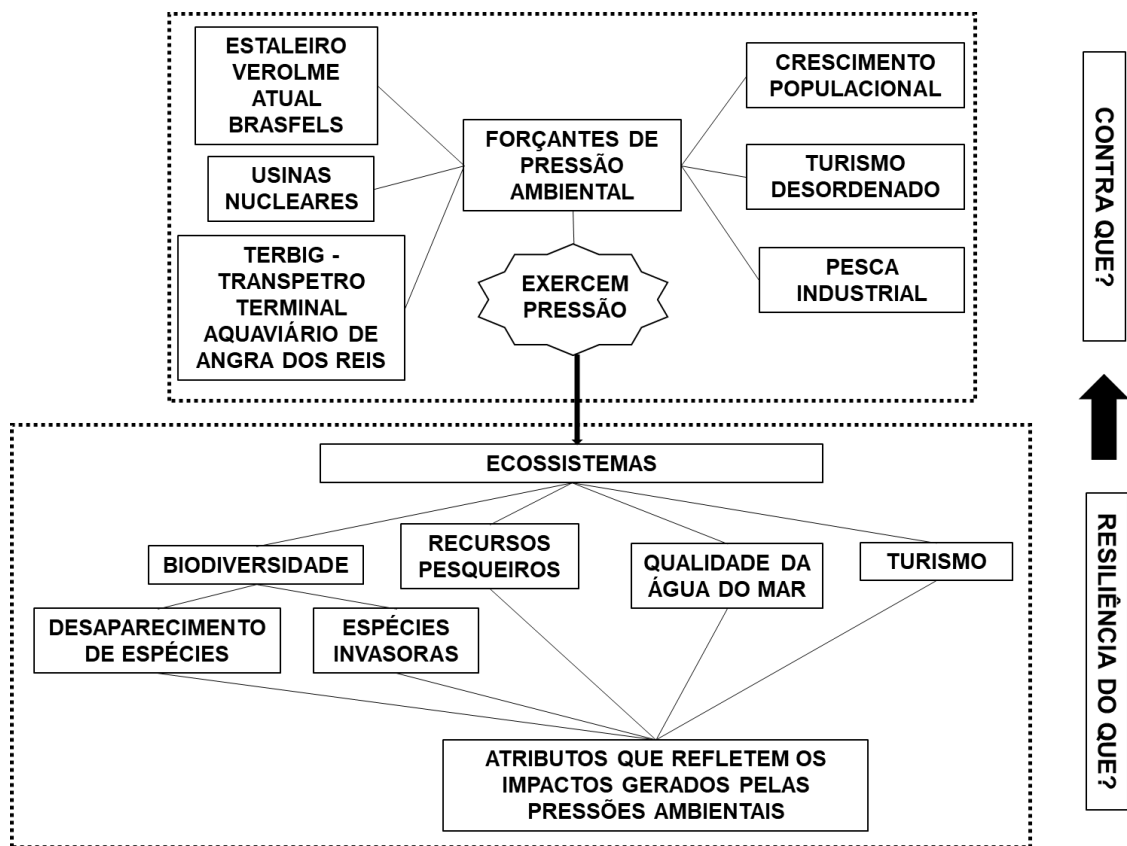 ESTALEIRO
VEROLME
ATUAL
BRASFELS
USINAS
NUCLEARES
TERBIG -
TRANSPETRO
TERMINAL
AQUAVIÁRIO DE
ANGRA DOS REIS
FORÇANTES DE
PRESSÃO
AMBIENTAL
EXERCEM
PRESSÃO
CRESCIMENTO
POPULACIONAL
TURISMO
DESORDENADO
PESCA
INDUSTRIAL
CONTRA QUE?
ECOSSISTEMAS
BIODIVERSIDADE
RECURSOS
PESQUEIROS
QUALIDADE DA
ÁGUA DO MAR
TURISMO
DESAPARECIMENTO
DE ESPÉCIES
ESPÉCIES
INVASORAS
ATRIBUTOS QUE REFLETEM OS
IMPACTOS GERADOS PELAS
PRESSÕES AMBIENTAIS
RESILIÊNCIA DO QUE?